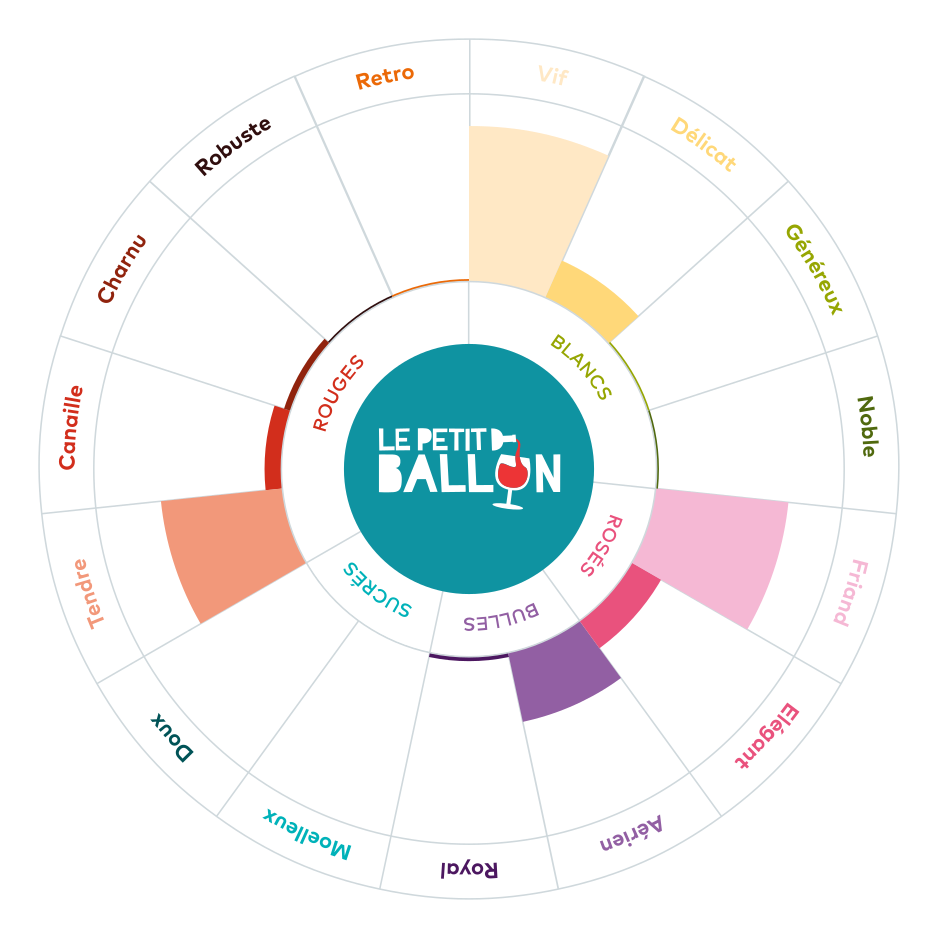 Retro
Vif
Délicat
Généreux
Noble
Friand
Elégant
Aérien
Royal
Moelleux
Doux
Tendre
Canaille
Charnu
Robuste
BLANCS
ROSÉS
BULLES
SUCRÉS
ROUGES
LE PETIT
BALLON